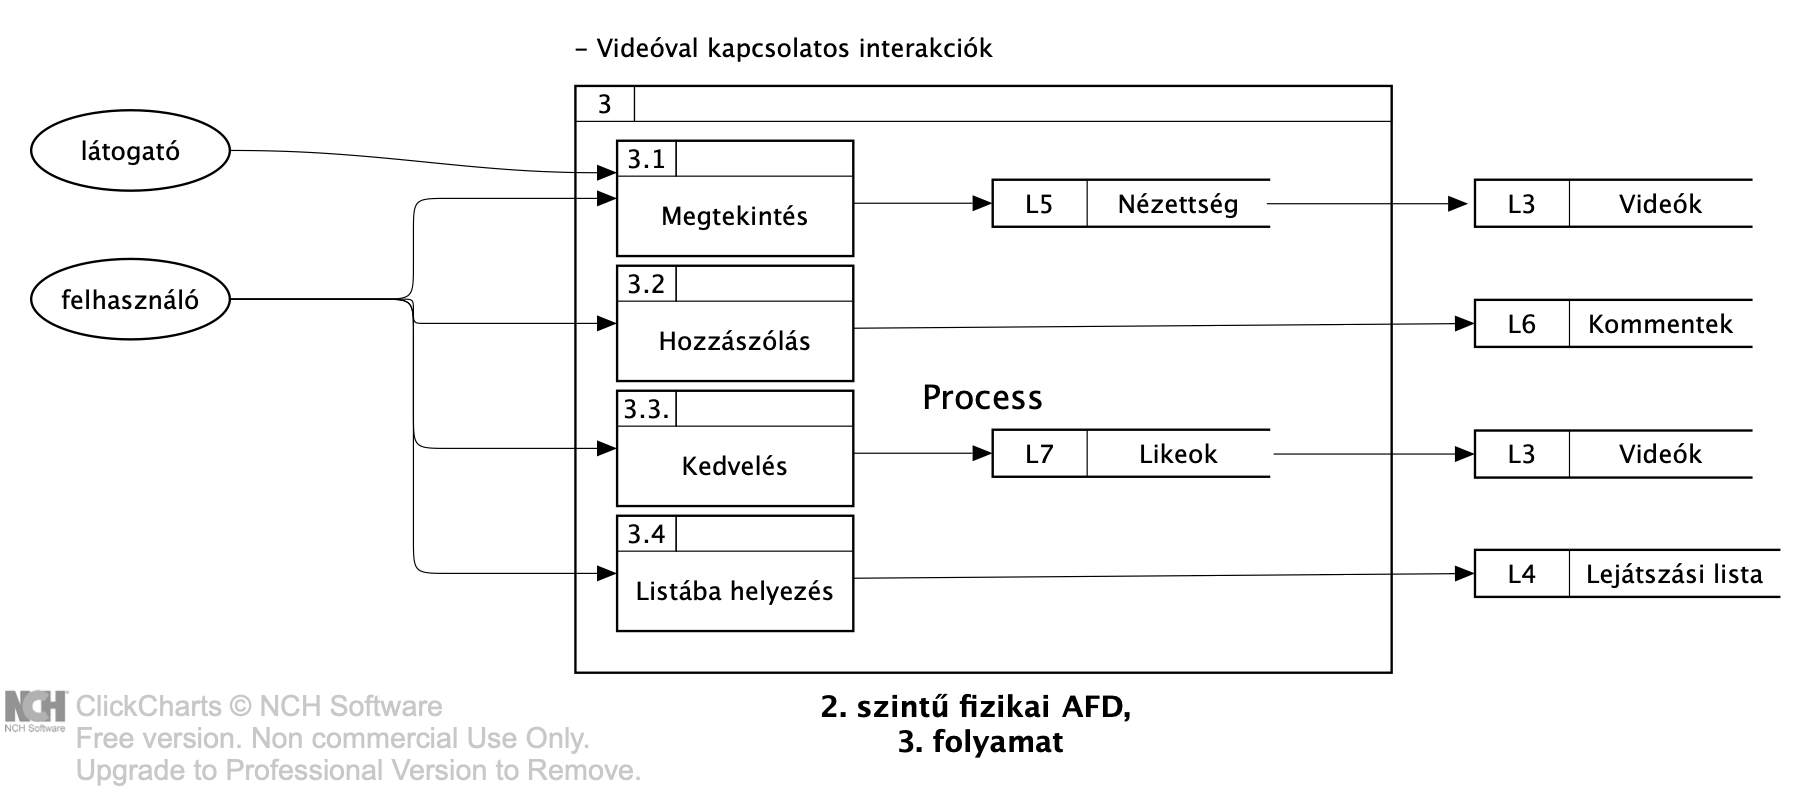 – Videóval kapcsolatos interakciók
3
látogató
3.1
Megtekintés
L5 Nézettség
L3 Videók
felhasználó
3.2
Hozzászólás
L6 Kommentek
Process
3.3.
Kedvelés
L7 Likeok
L3 Videók
3.4
Listába helyezés
L4 Lejátszási lista
2. szintű fizikai AFD,
3. folyamat
NCH
NCH Software
ClickCharts © NCH Software
Free version. Non commercial Use Only.
Upgrade to Professional Version to Remove.